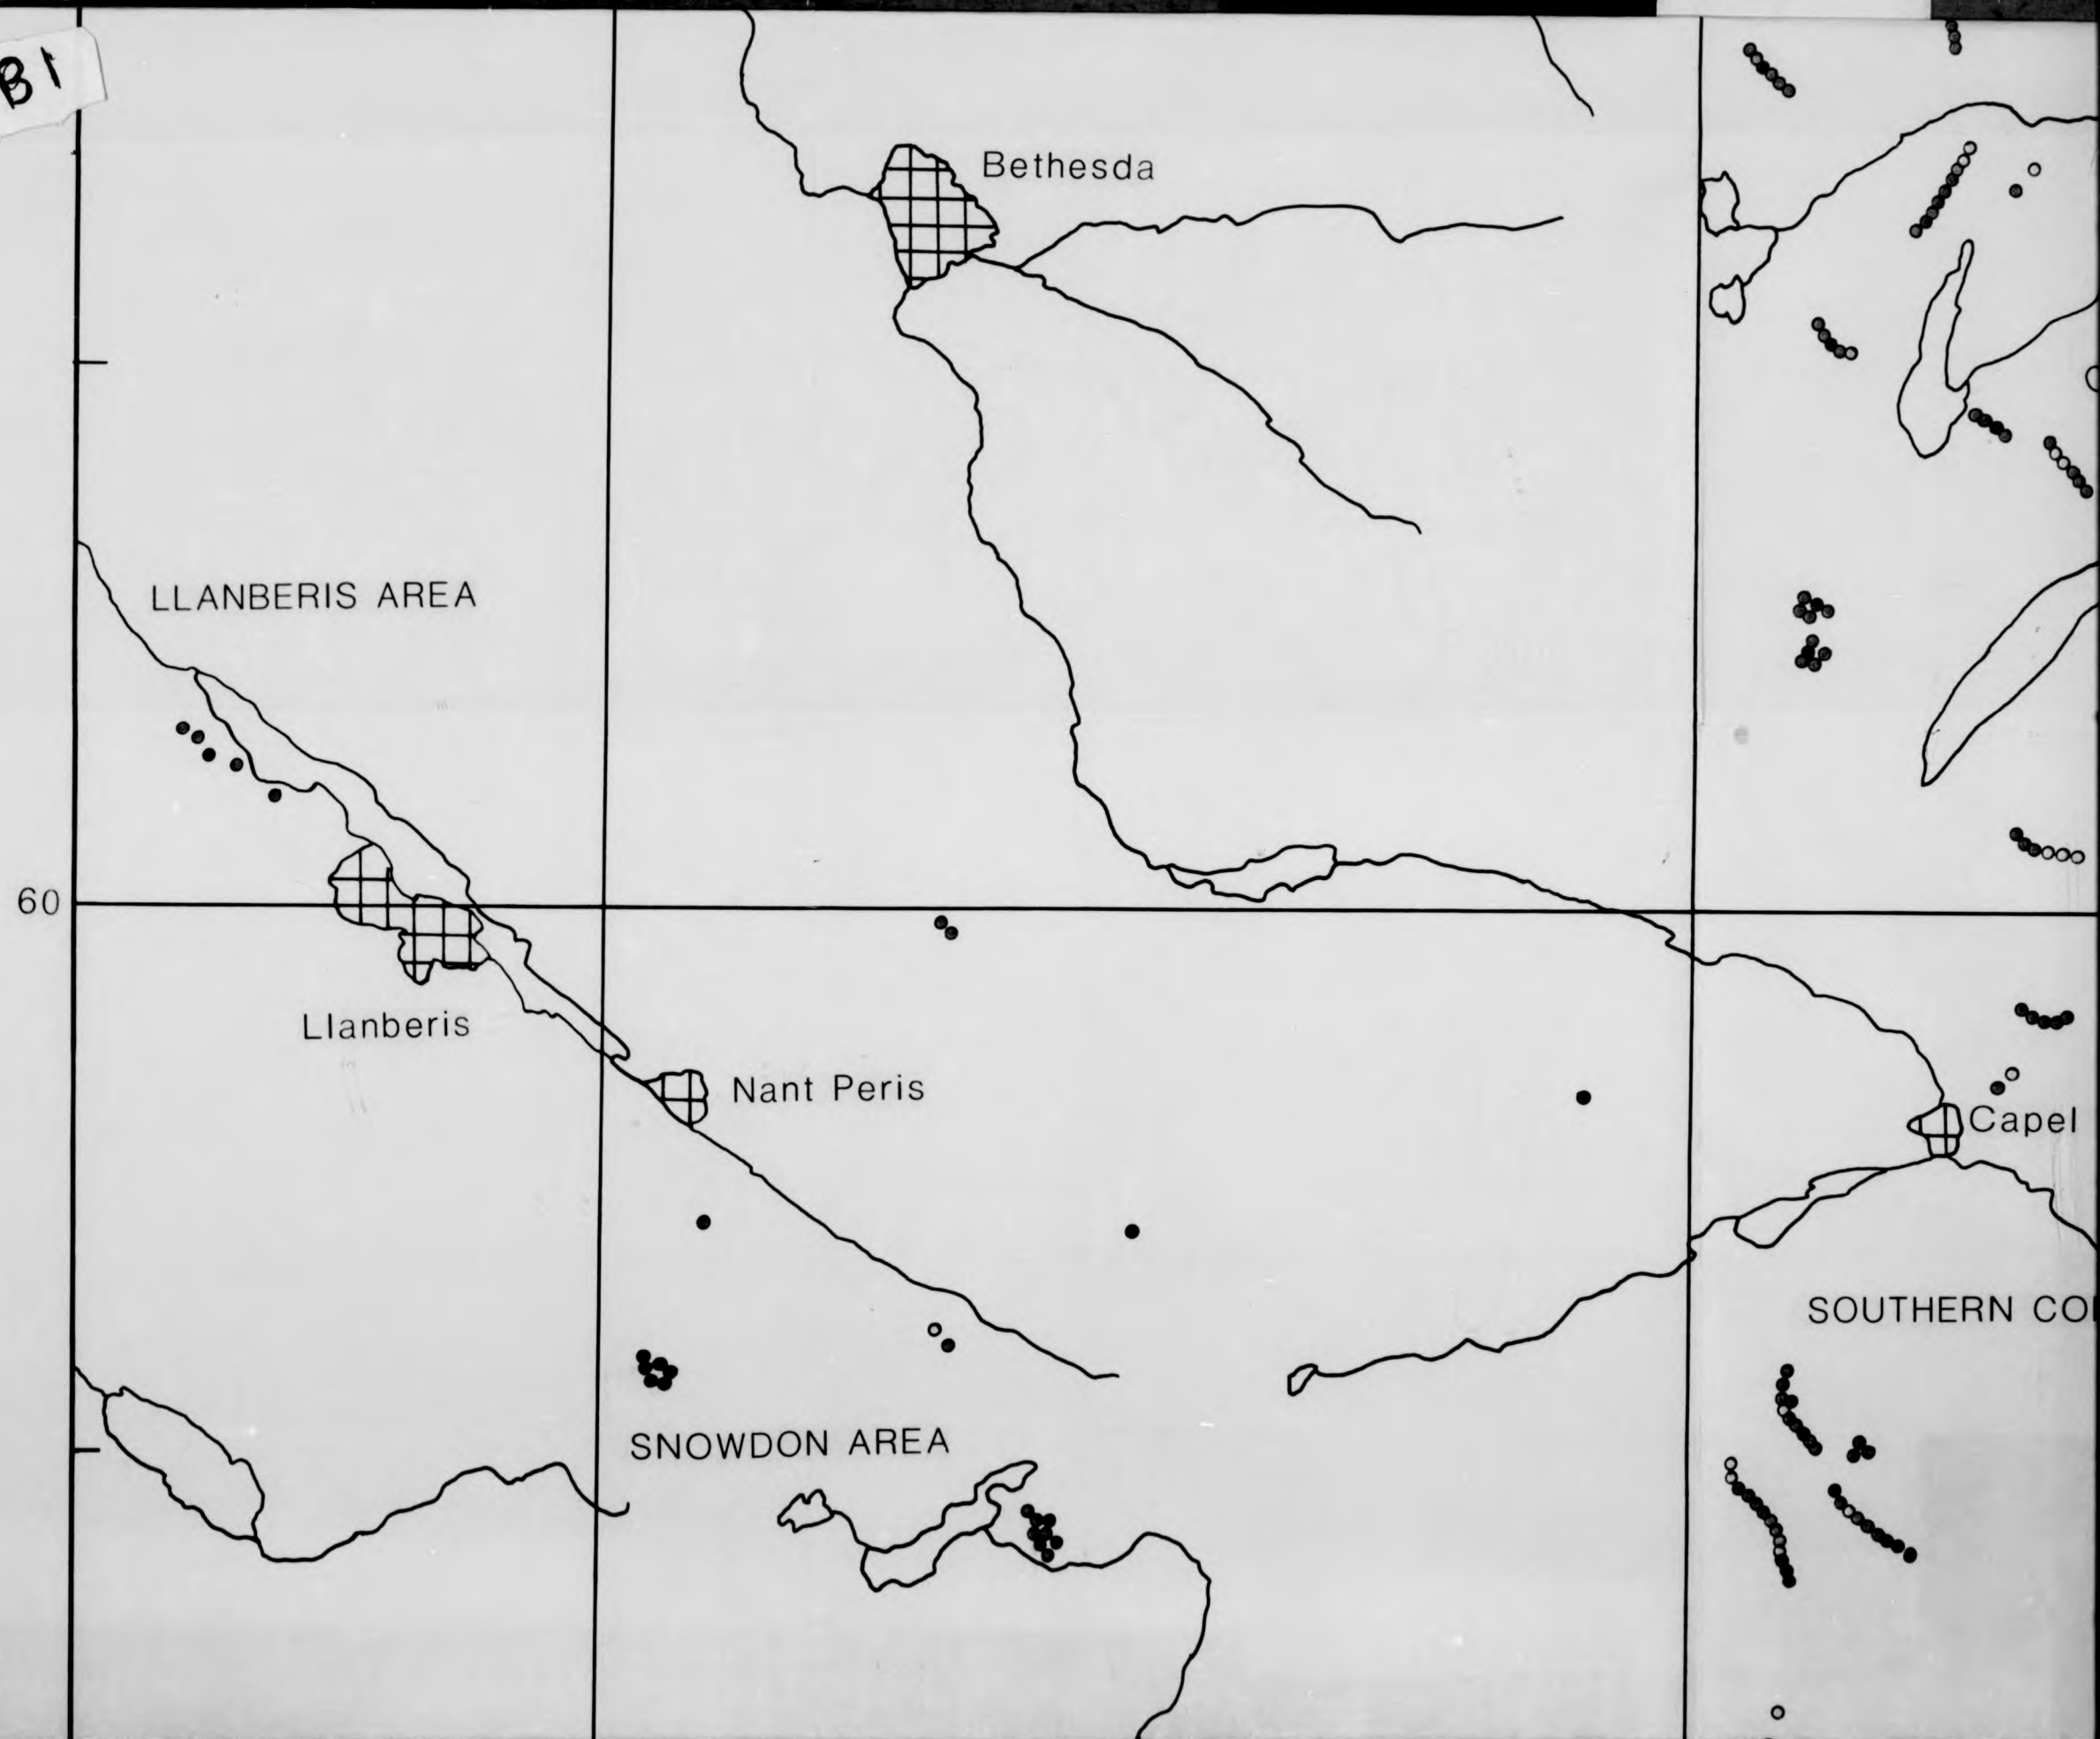 B1
Bethesda
LLANBERIS AREA
60
Llanberis
Nant Peris
Capel
SOUTHERN CO
SNOWDON AREA